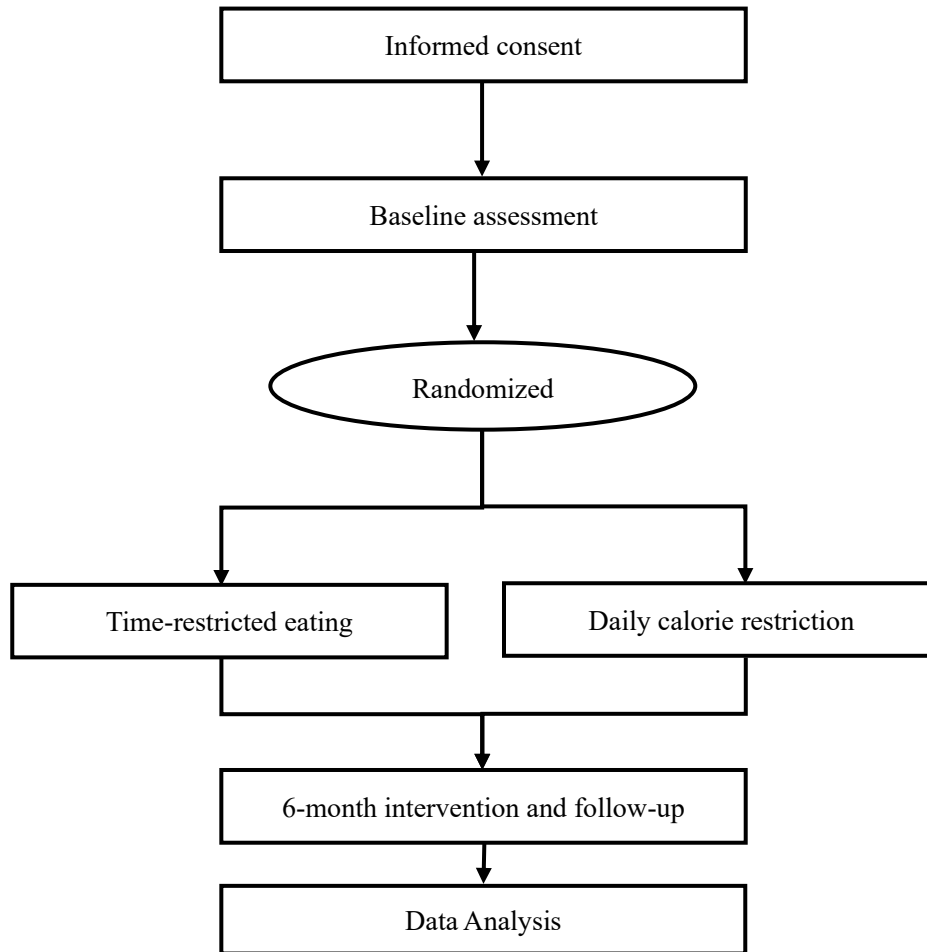 Informed consent
Baseline assessment
Randomized
Time-restricted eating
Daily calorie restriction
6-month intervention and follow-up
Data Analysis